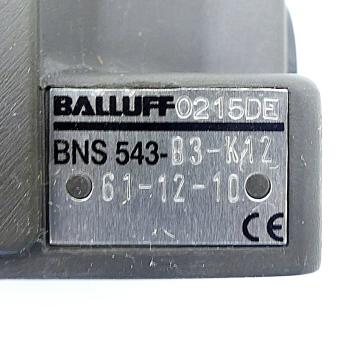 BALLUFF 0215DE
BNS 543-B3-K12
61-12-10
CE